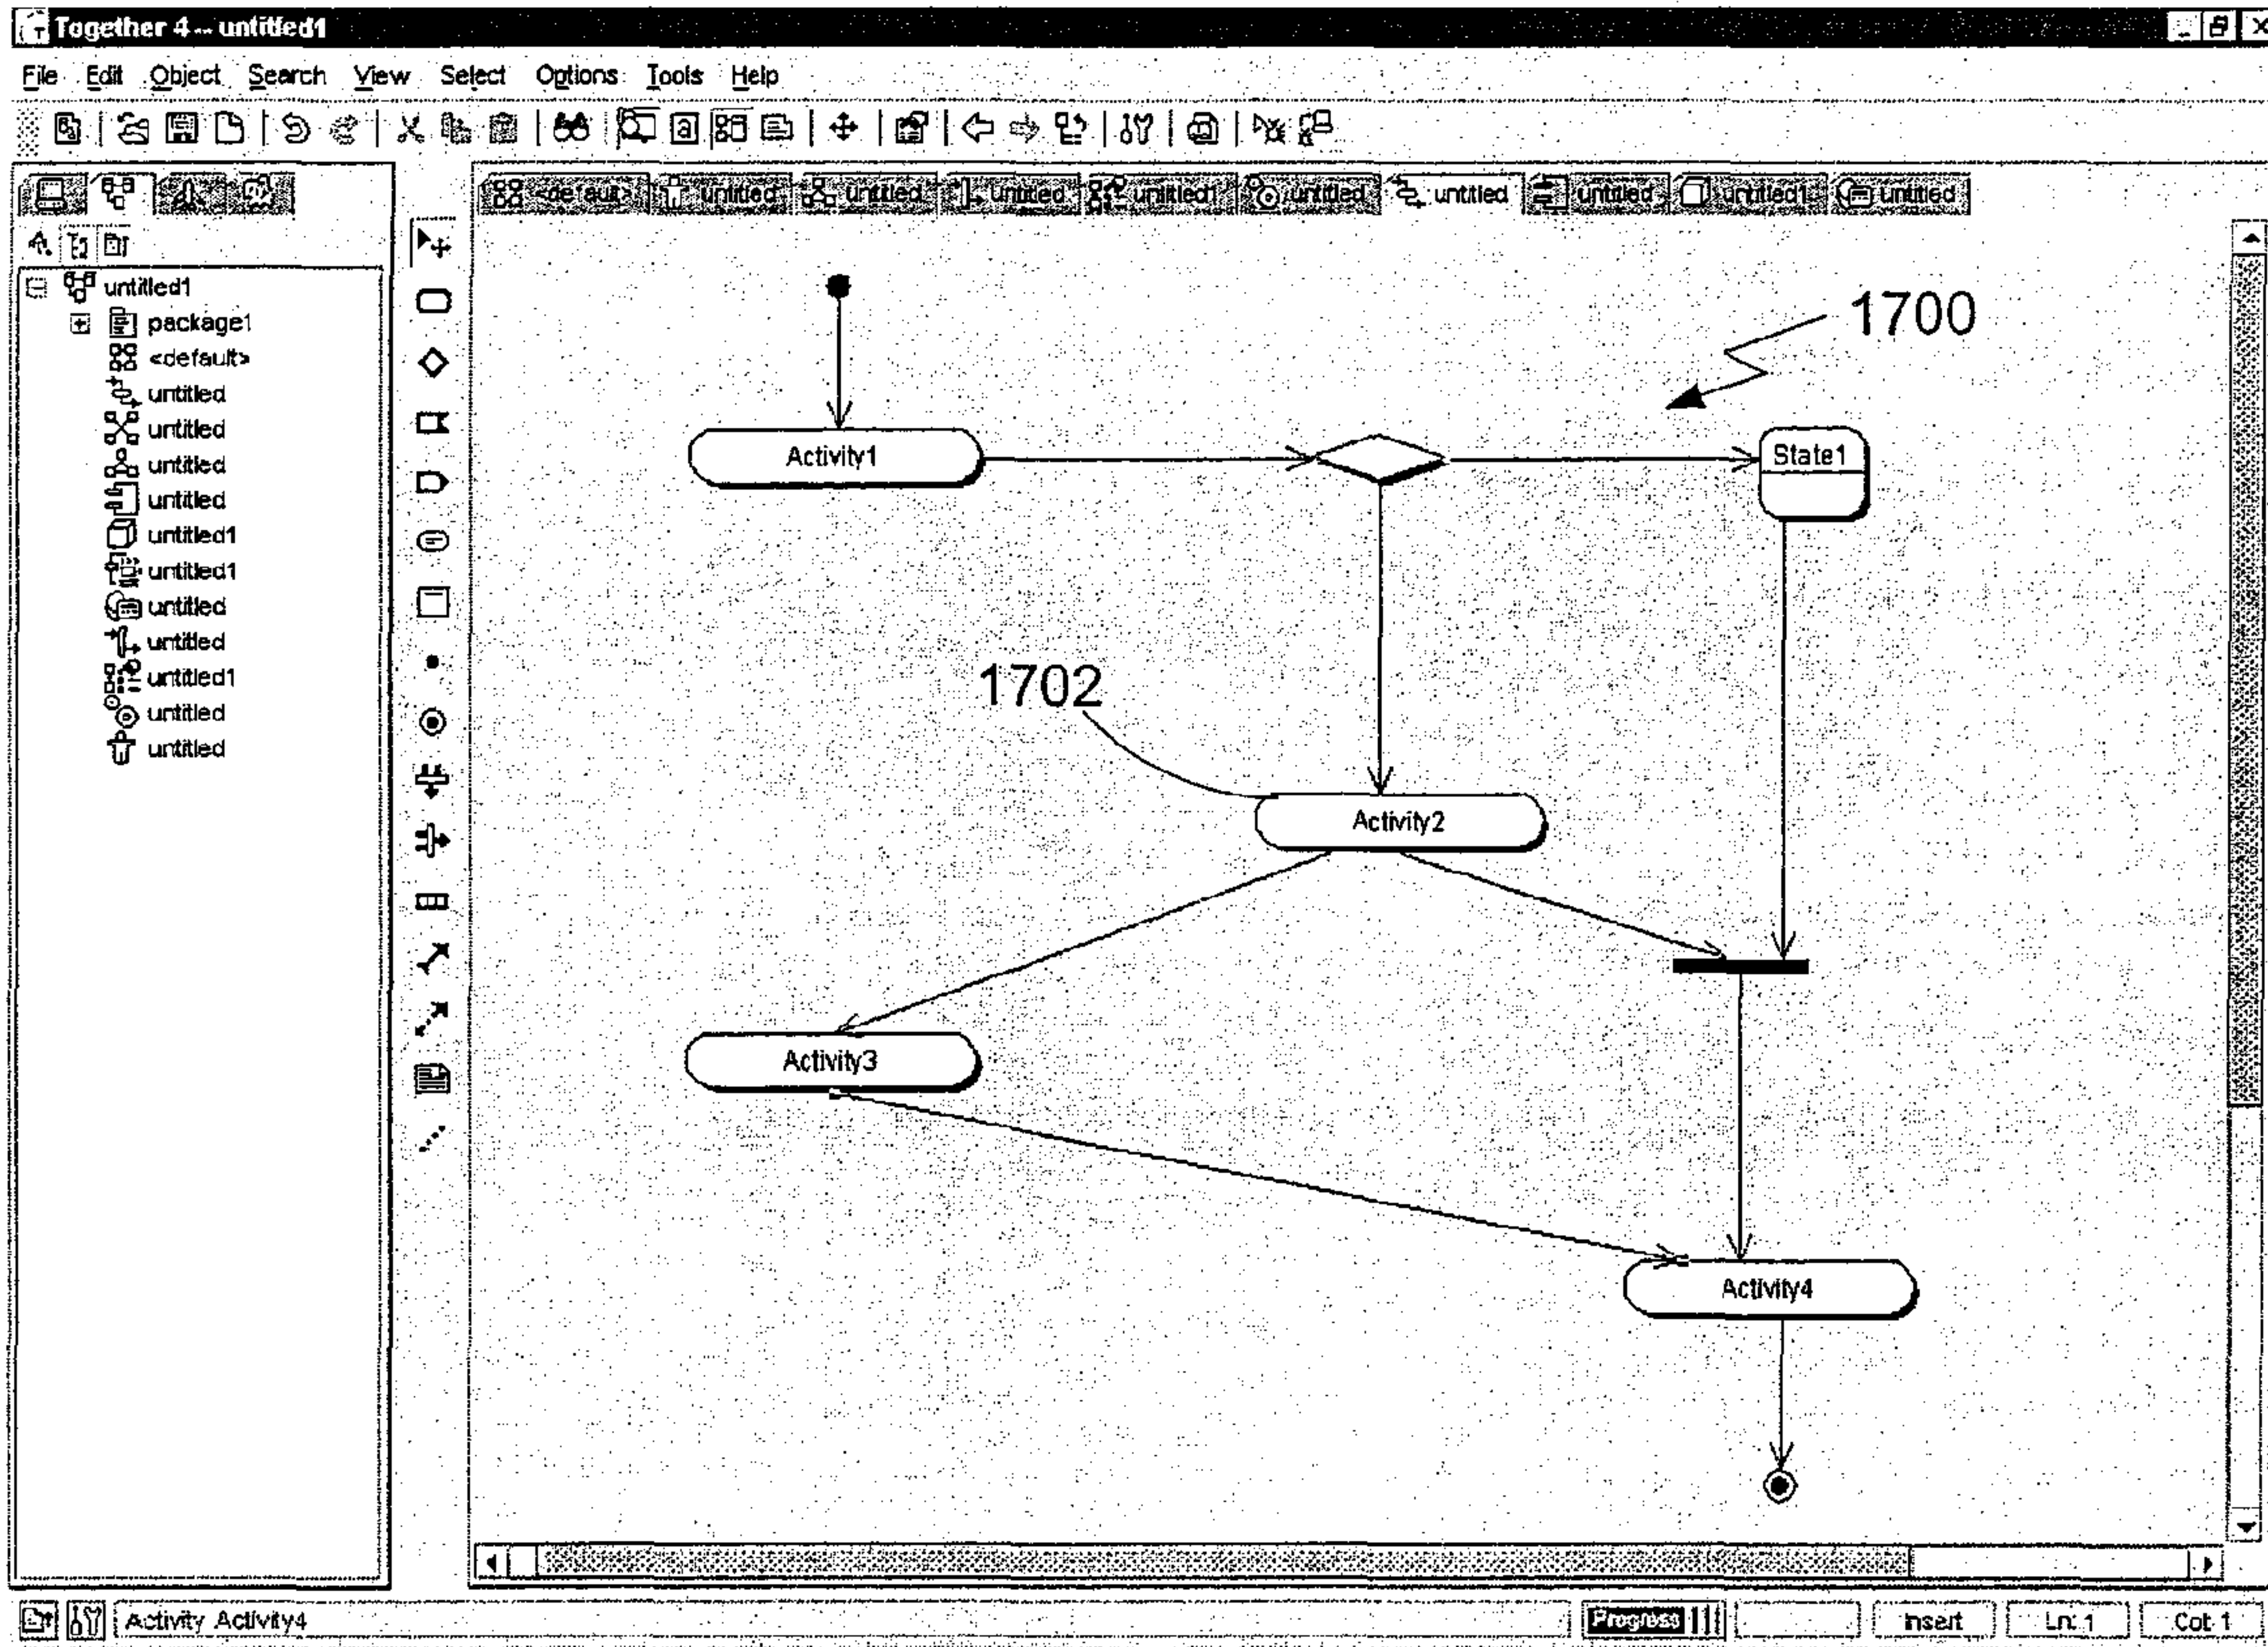 Together 4 -- untitled1
File Edit Object Search View Select Options Tools Help
<default> untitled untitled untitled untitled1 untitled untitled untitled untitled1 untitled
untitled1
package1
<default>
untitled
untitled
untitled
untitled
untitled1
untitled1
untitled
untitled
untitled1
untitled
untitled
1700
Activity1
State1
1702
Activity2
Activity3
Activity4
Activity Activity4
Progress
Insert
Ln: 1
Col: 1